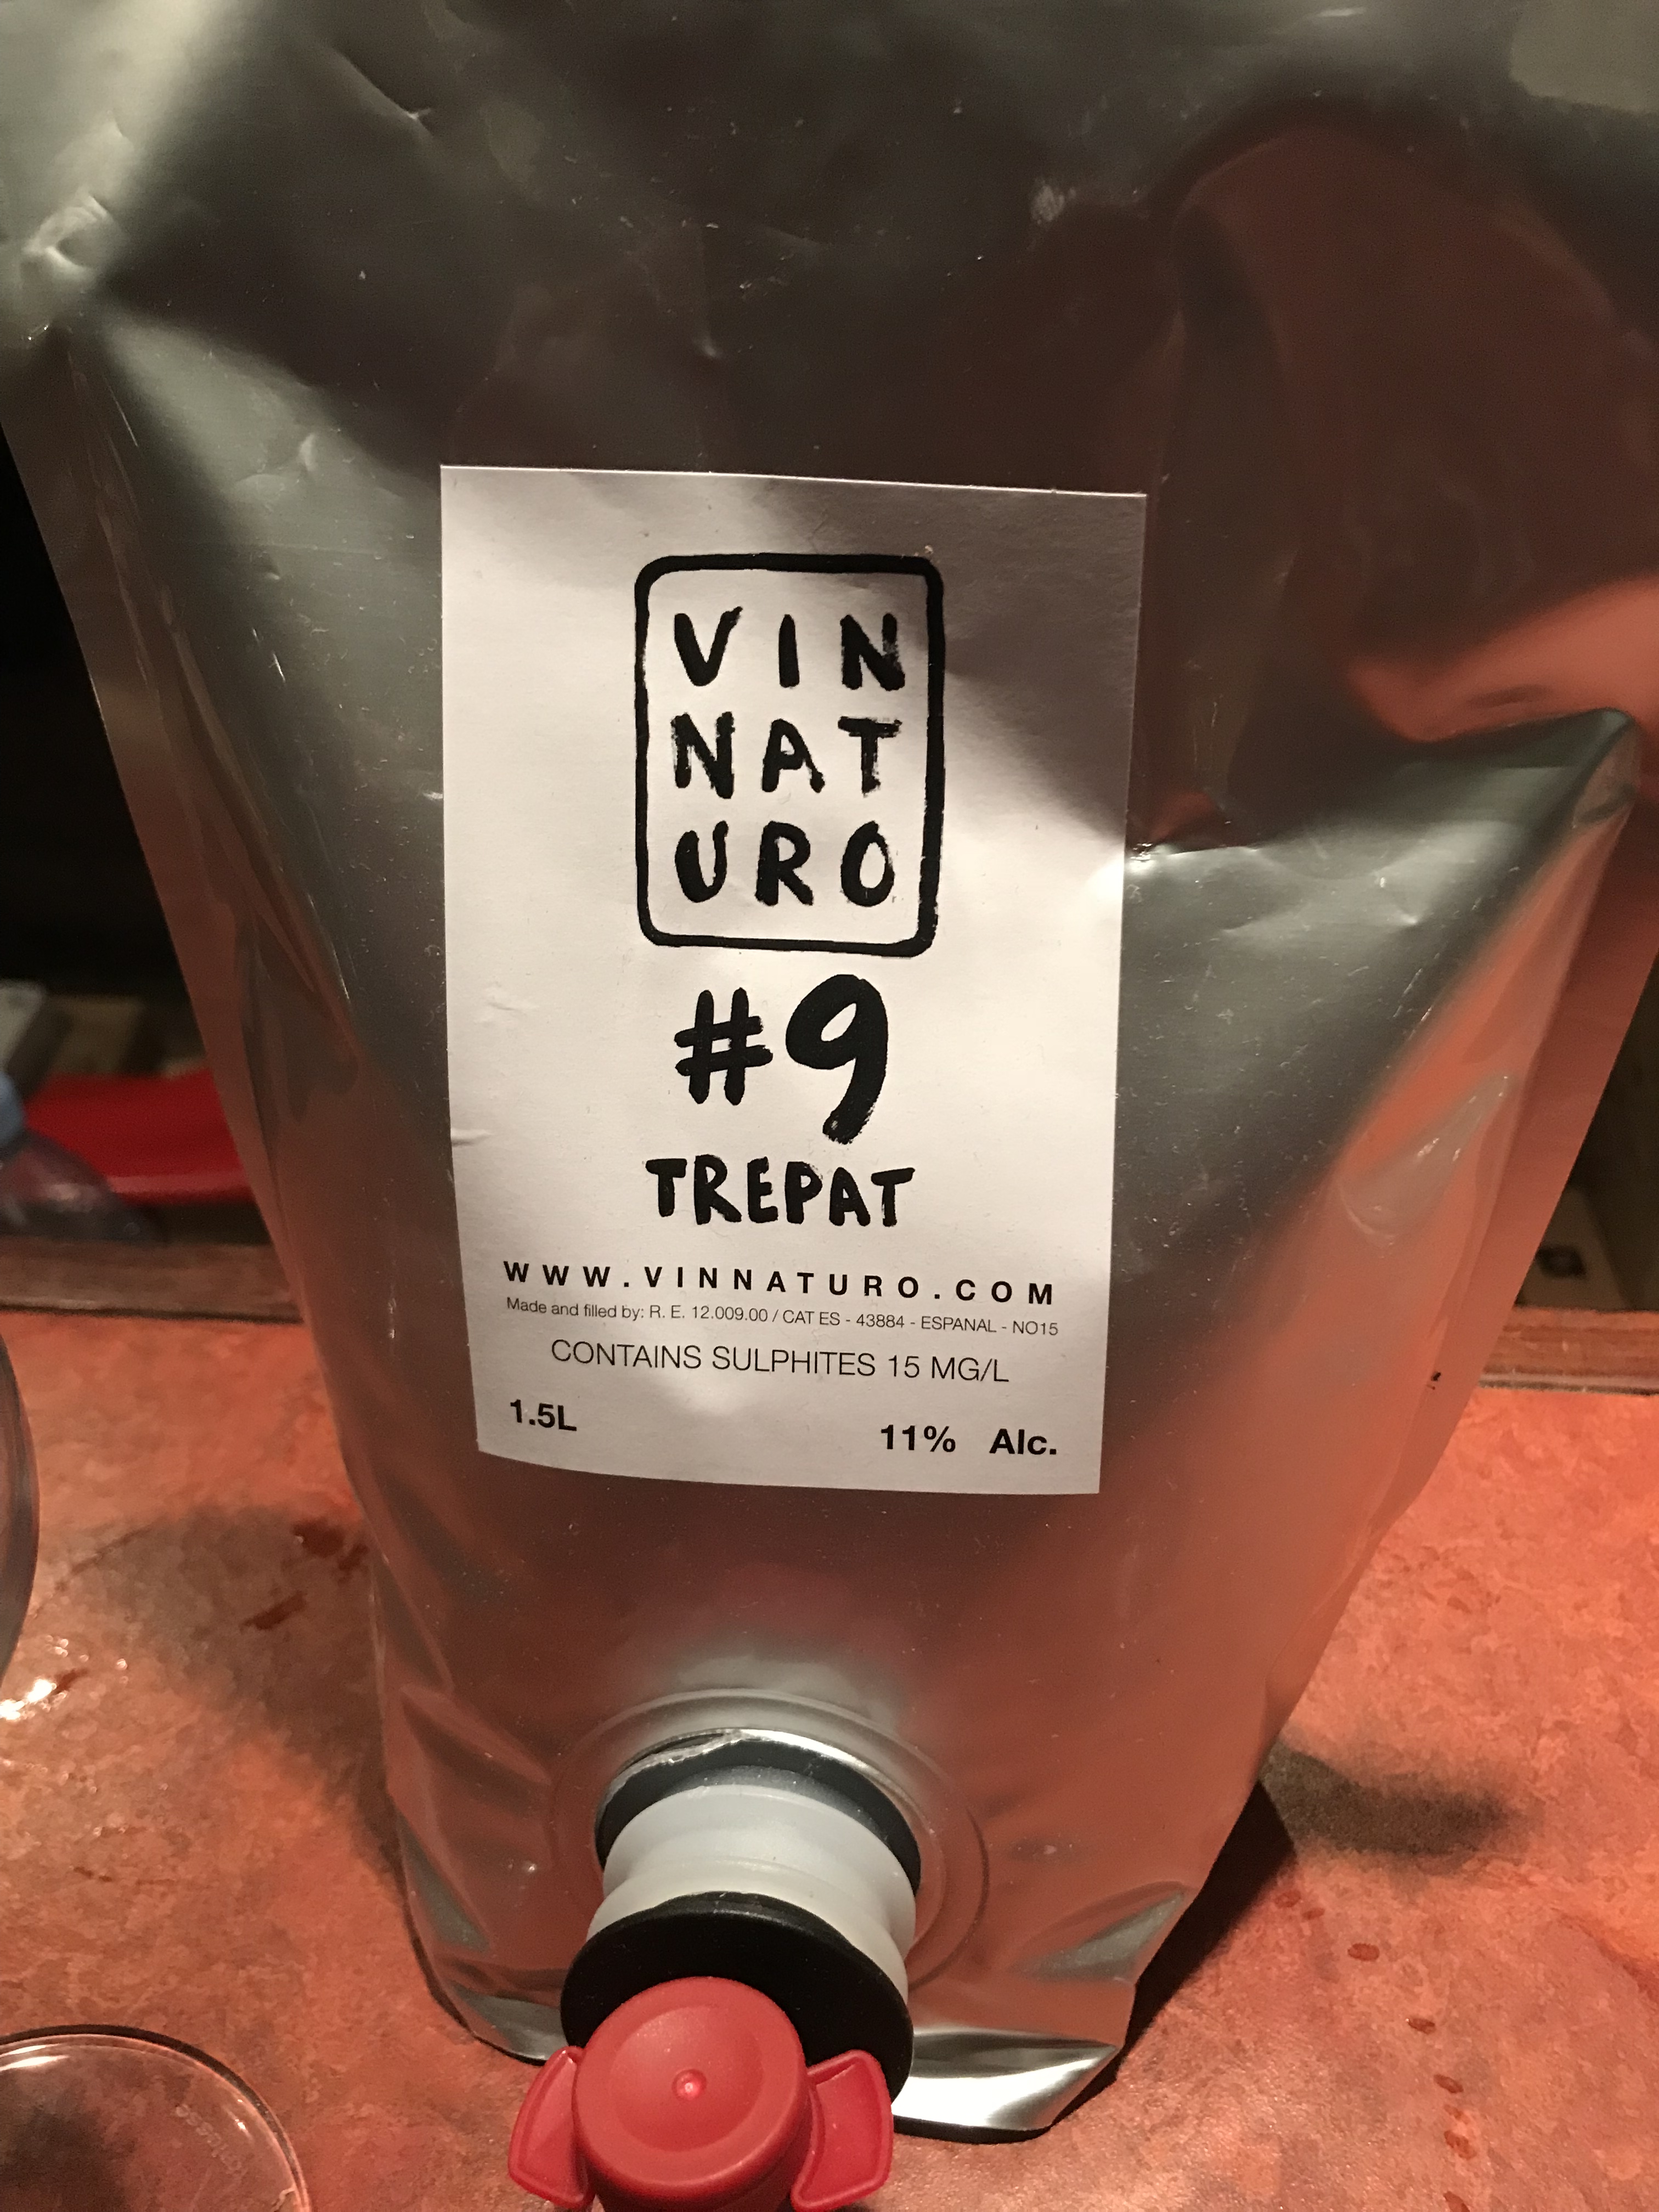 VIN
NAT
URO
#9
TREPAT
WWW.VINNATURO.COM
Made and filled by: R. E. 12.009.00 / CAT ES - 43884 - ESPANAL - NO15
CONTAINS SULPHITES 15 MG/L
1.5L 11% Alc.